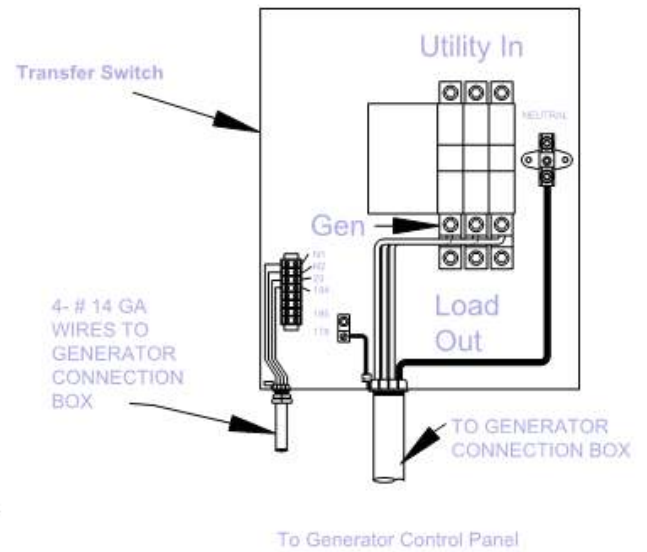 Utility In
Transfer Switch
NEUTRAL
Gen
N1
N2
23
194
4- # 14 GA
WIRES TO
GENERATOR
CONNECTION
BOX
Load
Out
178
TO GENERATOR
CONNECTION BOX
To Generator Control Panel